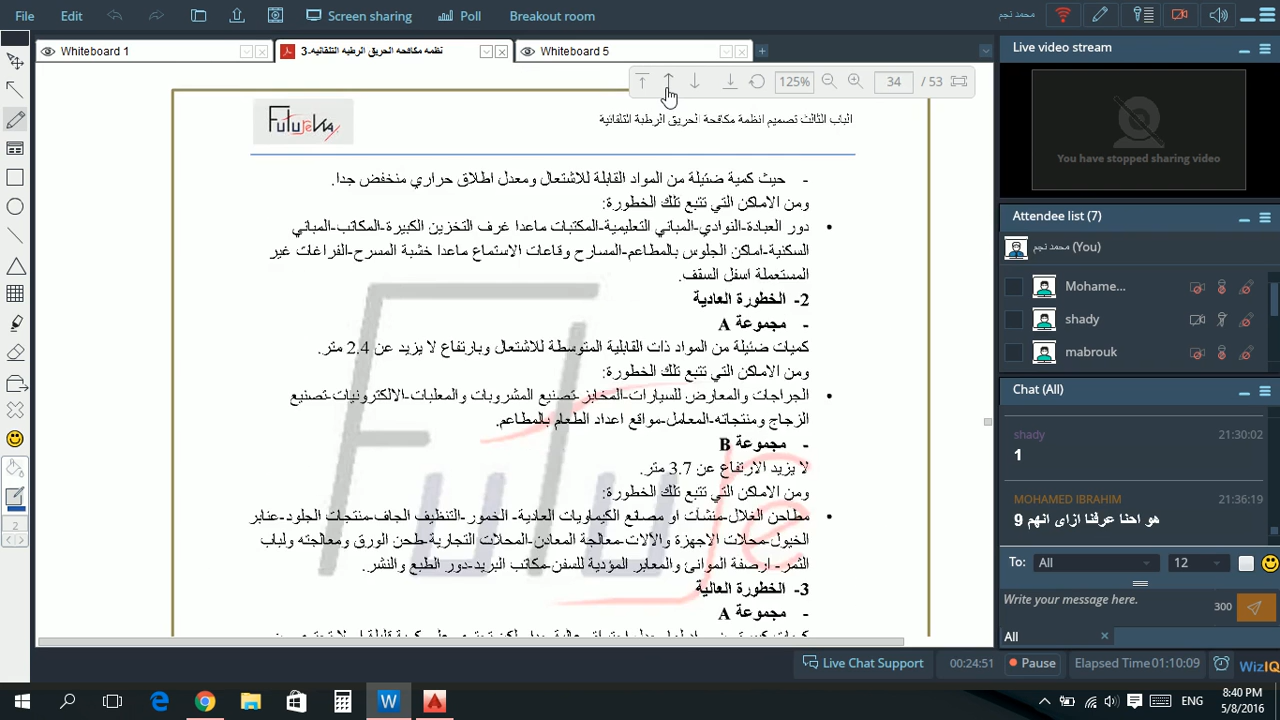 File Edit Screen sharing Poll Breakout room محمد نجم
Whiteboard 1
3.نظمه مكافحه الحريق الرطبه التلقائيه
Whiteboard 5
125% 34 / 53
FutureVia
الباب الثالث تصميم انظمة مكافحة الحريق الرطبة التلقائية
- حيث كمية ضئيلة من المواد القابلة للاشتعال ومعدل اطلاق حراري منخفض جدا.
ومن الاماكن التي تتبع تلك الخطورة:
• دور العبادة-النوادي-المباني التعليمية-المكتبات ماعدا غرف التخزين الكبيرة-المكاتب-المباني
السكنية-اماكن الجلوس بالمطاعم-المسارح وقاعات الاستماع ماعدا خشبة المسرح-الفراغات غير
المستعملة اسفل السقف.
2- الخطورة العادية
- مجموعة A
كميات ضئيلة من المواد ذات القابلية المتوسطة للاشتعال وبارتفاع لا يزيد عن 2.4 متر.
ومن الاماكن التي تتبع تلك الخطورة:
• الجراجات والمعارض للسيارات-المخابز-تصنيع المشروبات والمعلبات-الالكترونيات-تصنيع
الزجاج ومنتجاته-المعامل-مواقع اعداد الطعام بالمطاعم.
- مجموعة B
لا يزيد الارتفاع عن 3.7 متر.
ومن الاماكن التي تتبع تلك الخطورة:
• مطاحن الغلال-منشآت او مصانع الكيماويات العادية- الخمور-التنظيف الجاف-منتجات الجلود-عنابر
الخيول-محلات الاجهزة والآلات-معالجة المعادن-المحلات التجارية-طحن الورق ومعالجته ولباب
الثمر- ارصفة الموانئ والمعابر المؤدية للسفن-مكاتب البريد-دور الطبع والنشر.
3- الخطورة العالية
- مجموعة A
FuTure
Live video stream
You have stopped sharing video
Attendee list (7)
محمد نجم (You)
Mohame...
shady
mabrouk
Chat (All)
shady 21:30:02
1
MOHAMED IBRAHIM 21:36:19
هو احنا عرفنا ازاى انهم 9
To: All 12
Write your message here. 300
All
Live Chat Support 00:24:51 Pause Elapsed Time 01:10:09 WizIQ
2
ENG 8:40 PM
5/8/2016